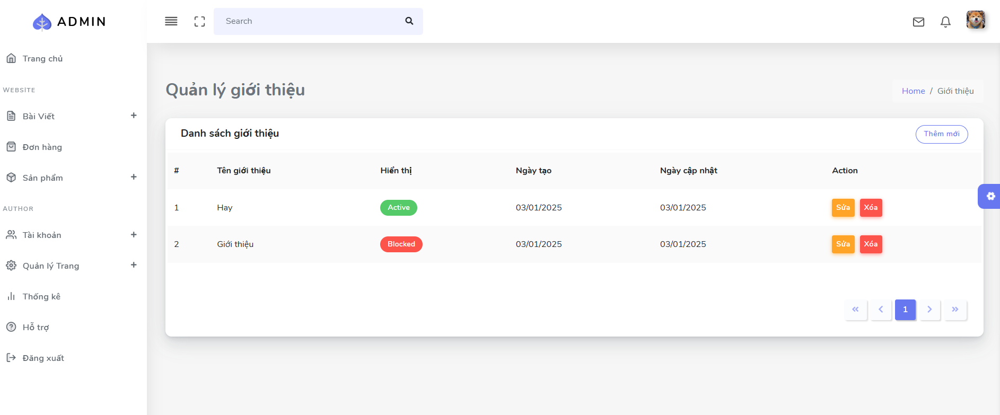 ADMIN
Search
Trang chủ
WEBSITE
Bài Viết +
Đơn hàng
Sản phẩm +
AUTHOR
Tài khoản +
Quản lý Trang +
Thống kê
Hỗ trợ
Đăng xuất
Quản lý giới thiệu
Home / Giới thiệu
Danh sách giới thiệu
Thêm mới
# Tên giới thiệu Hiển thị Ngày tạo Ngày cập nhật Action
1 Hay Active 03/01/2025 03/01/2025 Sửa Xóa
2 Giới thiệu Blocked 03/01/2025 03/01/2025 Sửa Xóa
« ‹ 1 › »